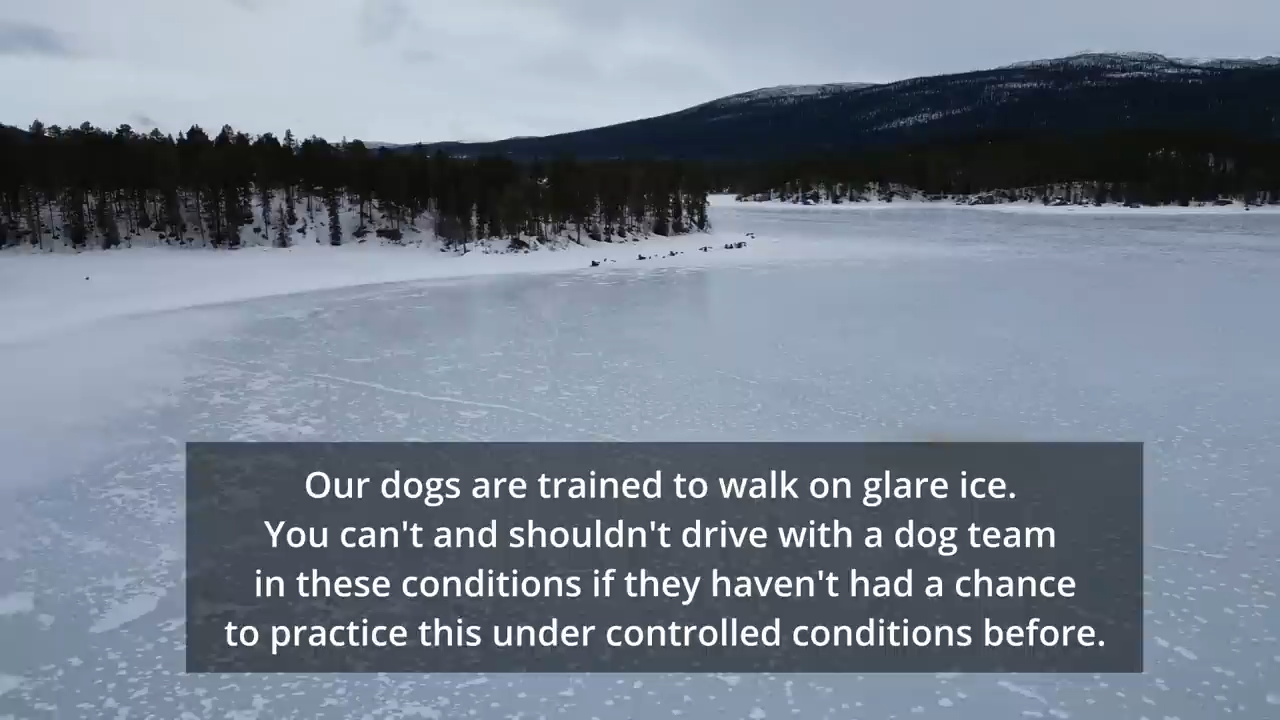 Our dogs are trained to walk on glare ice.
You can't and shouldn't drive with a dog team
in these conditions if they haven't had a chance
to practice this under controlled conditions before.